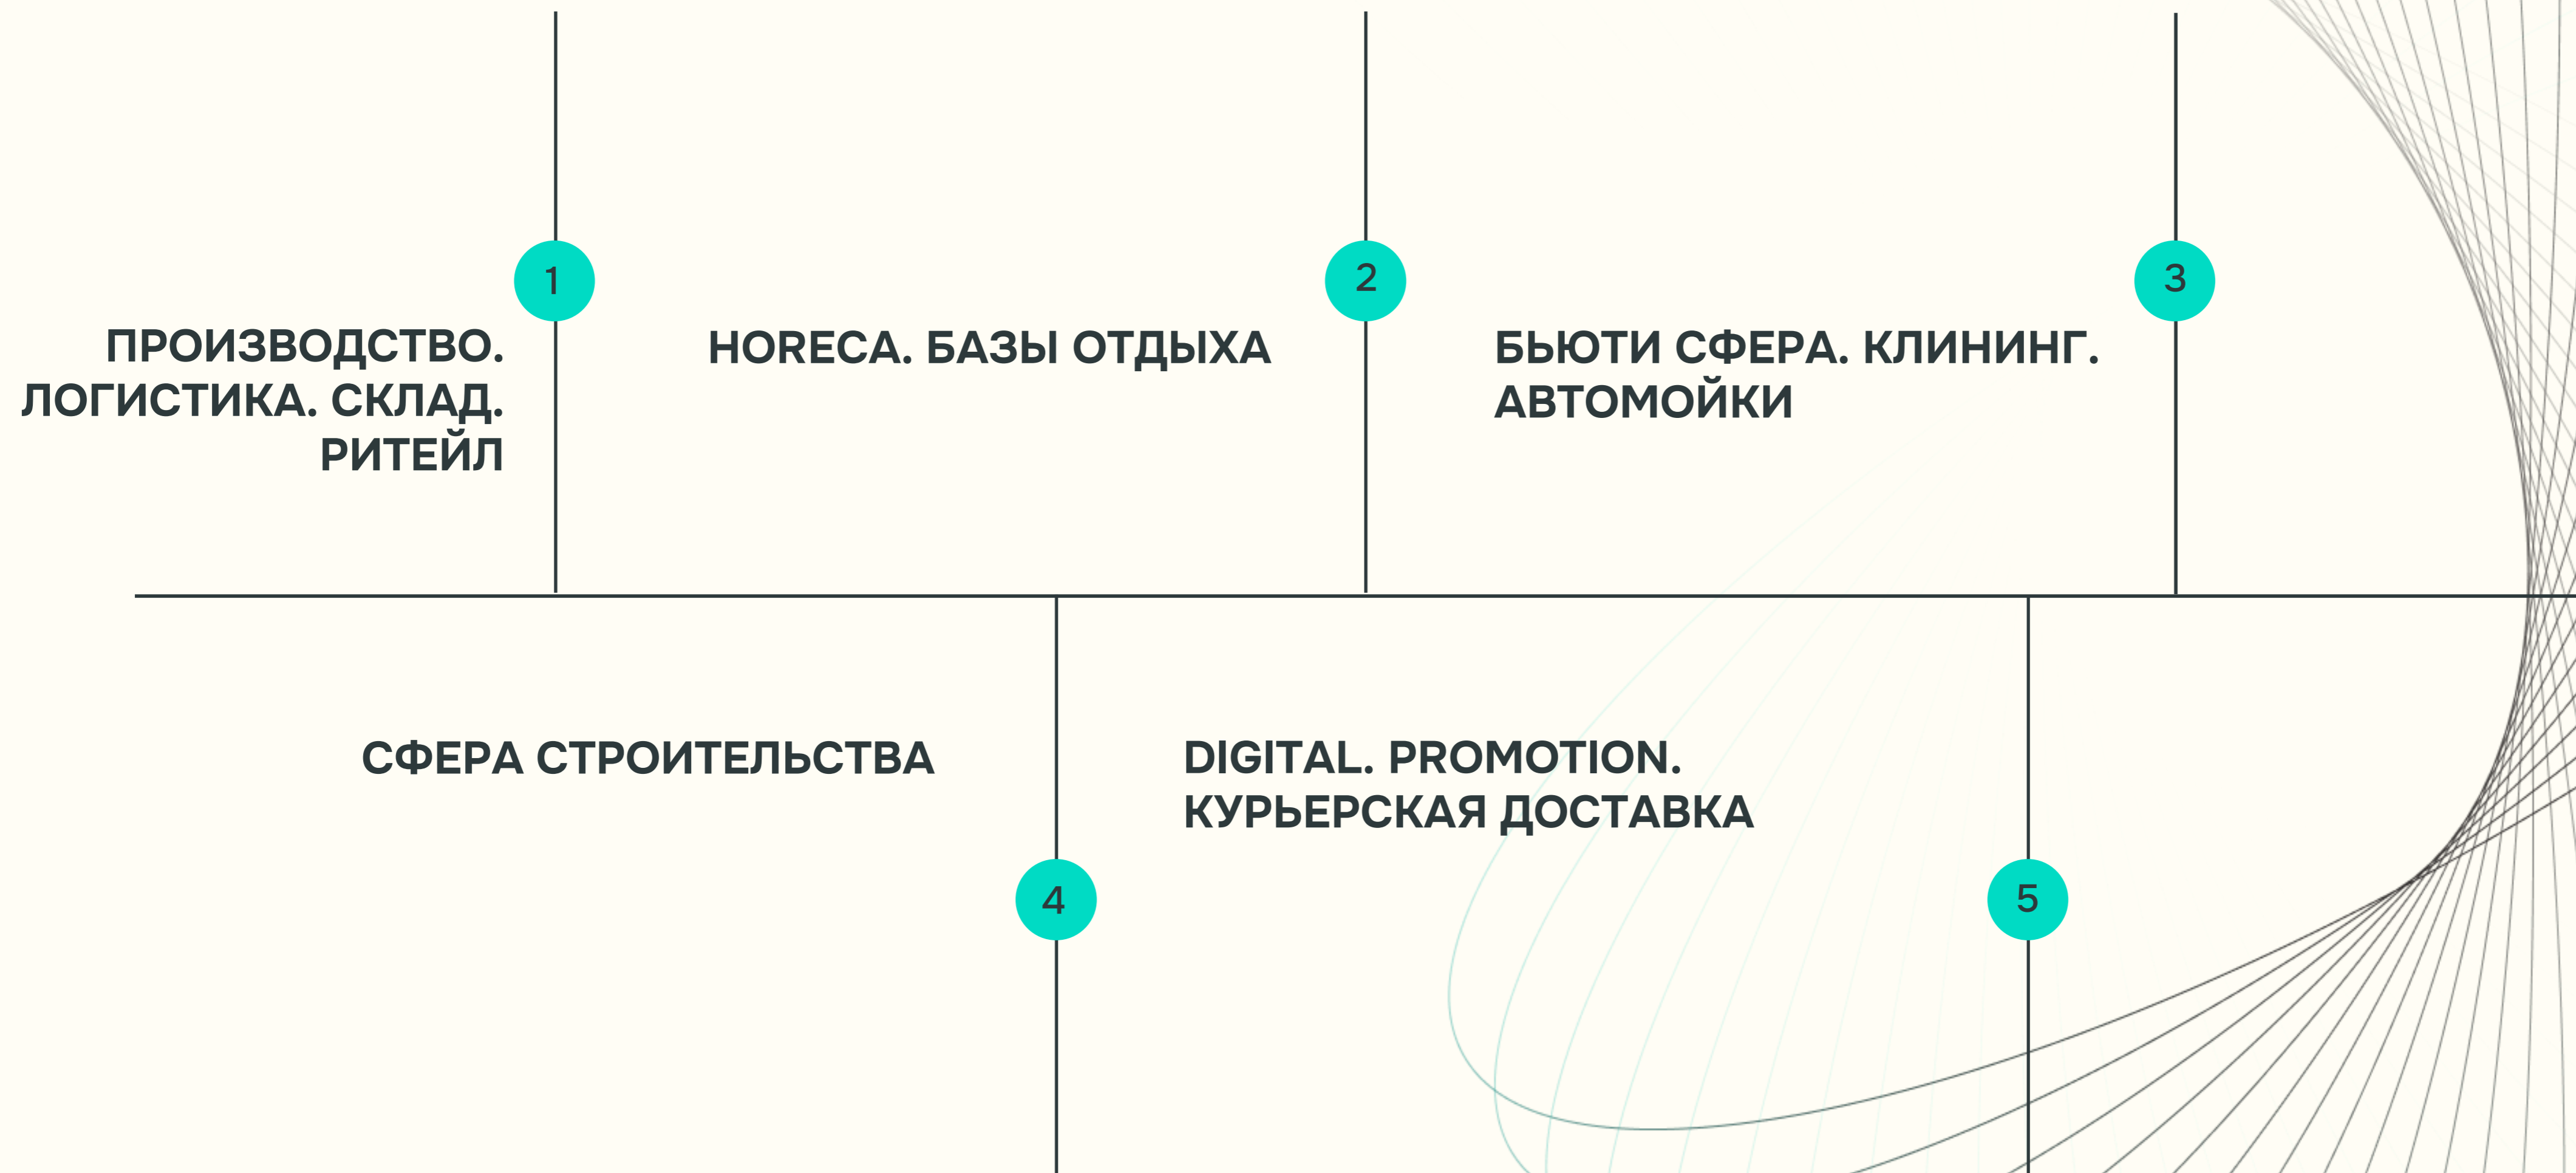 1
ПРОИЗВОДСТВО.
ЛОГИСТИКА. СКЛАД.
РИТЕЙЛ
2
HORECA. БАЗЫ ОТДЫХА
3
БЬЮТИ СФЕРА. КЛИНИНГ.
АВТОМОЙКИ
СФЕРА СТРОИТЕЛЬСТВА
4
DIGITAL. PROMOTION.
КУРЬЕРСКАЯ ДОСТАВКА
5